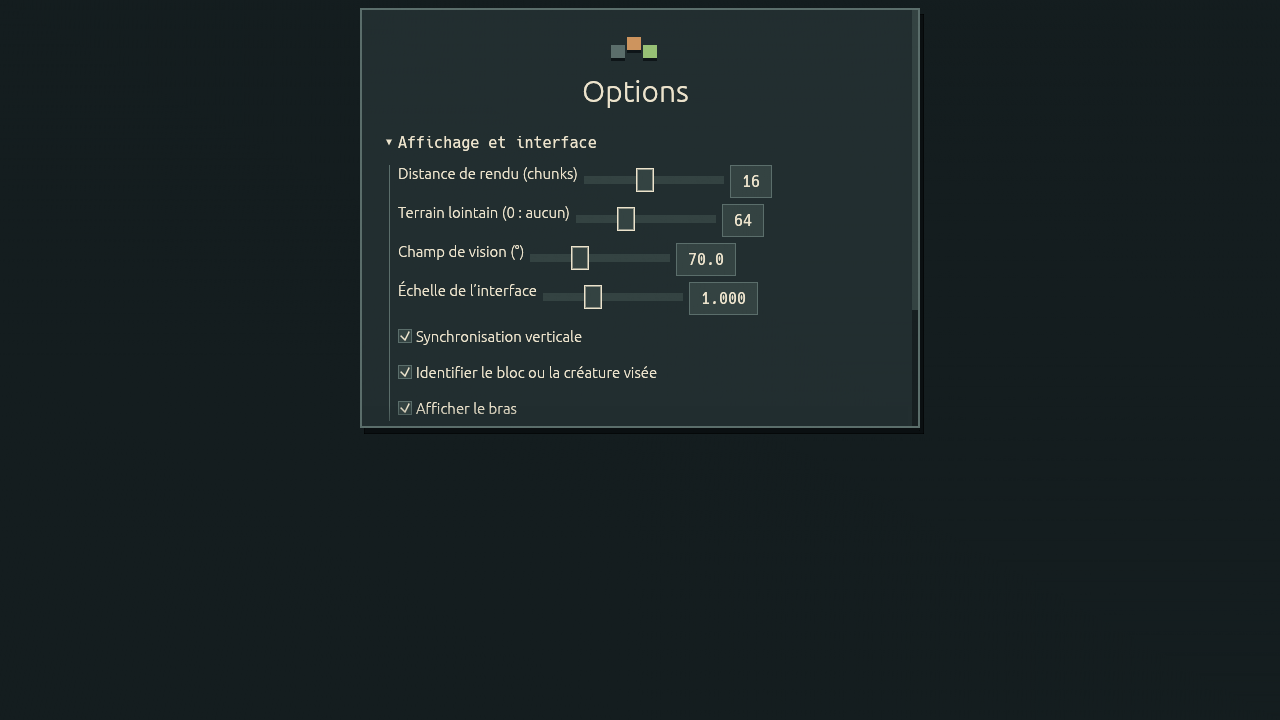 Options
Affichage et interface
Distance de rendu (chunks) 16
Terrain lointain (0 : aucun) 64
Champ de vision (°) 70.0
Échelle de l'interface 1.000
Synchronisation verticale
Identifier le bloc ou la créature visée
Afficher le bras